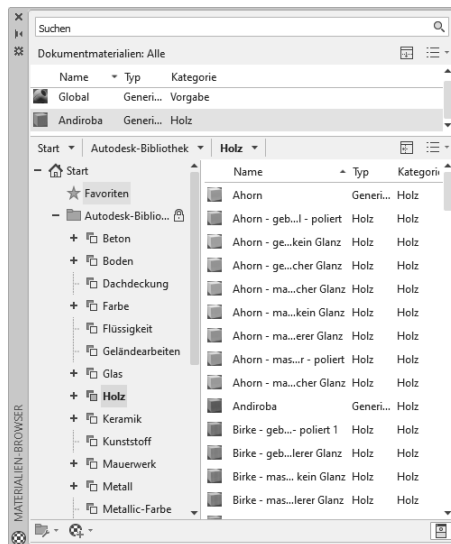 Suchen
Dokumentmaterialien: Alle
Name Typ Kategorie
Global Generi... Vorgabe
Andiroba Generi... Holz
Start Autodesk-Bibliothek Holz
Start
Favoriten
Autodesk-Biblio...
Beton
Boden
Dachdeckung
Farbe
Flüssigkeit
Geländearbeiten
Glas
Holz
Keramik
Kunststoff
Mauerwerk
Metall
Metallic-Farbe
Name Typ Kategorie
Ahorn Generi... Holz
Ahorn - geb...l - poliert Holz Holz
Ahorn - ge...kein Glanz Holz Holz
Ahorn - ge...cher Glanz Holz Holz
Ahorn - ma...cher Glanz Holz Holz
Ahorn - ma...kein Glanz Holz Holz
Ahorn - ma...erer Glanz Holz Holz
Ahorn - mas...r - poliert Holz Holz
Ahorn - ma...cher Glanz Holz Holz
Andiroba Generi... Holz
Birke - geb...- poliert 1 Holz Holz
Birke - geb...lerer Glanz Holz Holz
Birke - mas... kein Glanz Holz Holz
Birke - mas...lerer Glanz Holz Holz
MATERIALIEN-BROWSER